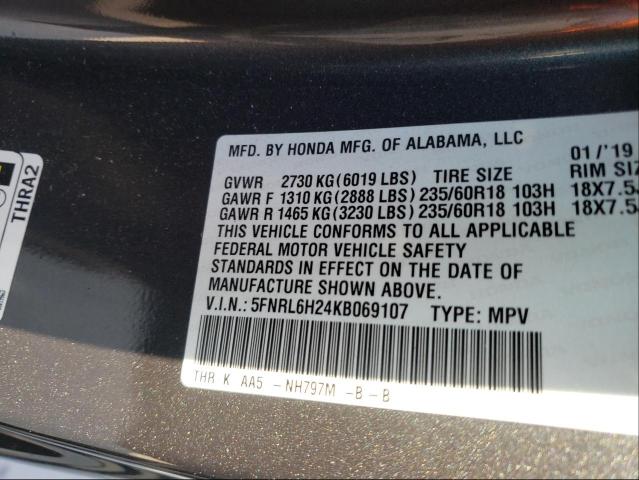 THRA2
MFD. BY HONDA MFG. OF ALABAMA, LLC 01/'19
GVWR 2730 KG(6019 LBS) TIRE SIZE RIM SIZ
GAWR F 1310 KG(2888 LBS) 235/60R18 103H 18X7.5
GAWR R 1465 KG(3230 LBS) 235/60R18 103H 18X7.5
THIS VEHICLE CONFORMS TO ALL APPLICABLE
FEDERAL MOTOR VEHICLE SAFETY
STANDARDS IN EFFECT ON THE DATE OF
MANUFACTURE SHOWN ABOVE.
V.I.N.: 5FNRL6H24KB069107 TYPE: MPV
THR K AA5 -NH797M -B -B